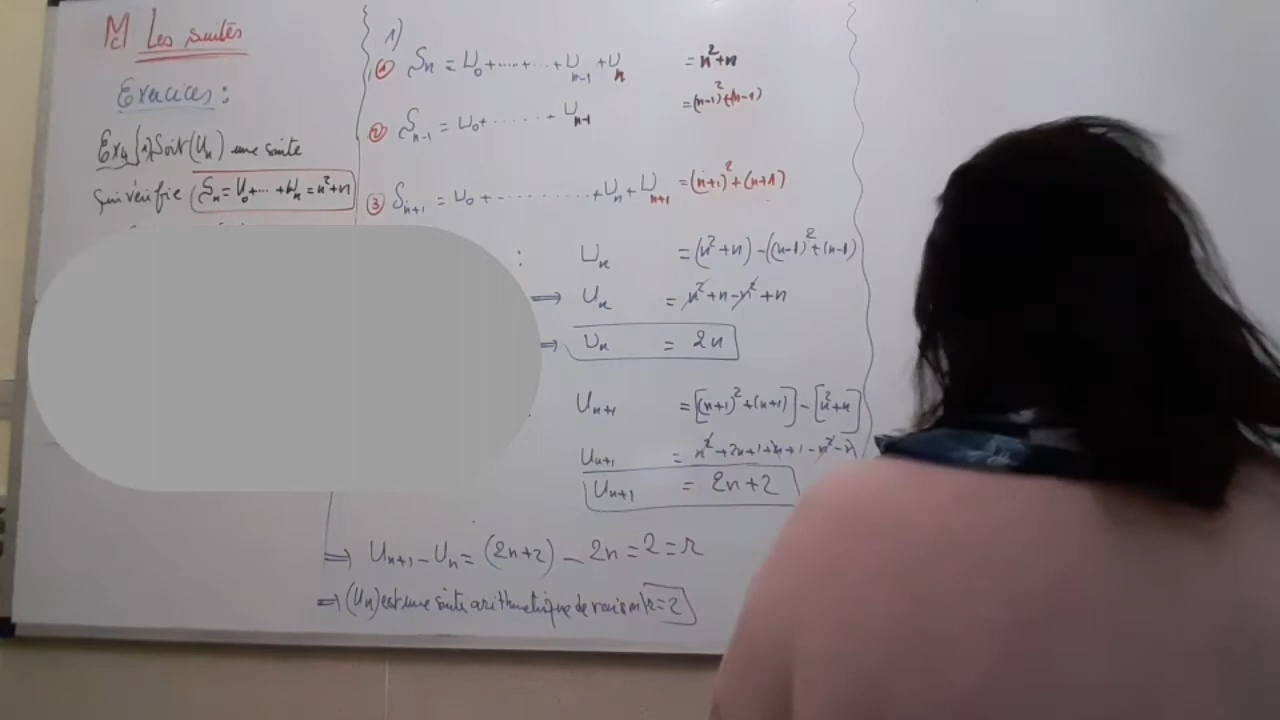 Les suites
Exercices :
Ex4 1) Soit (Un) une suite
qui vérifie Sn = U0 + ... + Un = n² + n
1)
① Sn = U0 + ..... + ... + Un-1 + Un = n² + n
② Sn-1 = U0 + ...... + Un-1 = (n-1)² + (n-1)
③ Sn+1 = U0 + ........... + Un + Un+1 = (n+1)² + (n+1)
: Un = (n² + n) - ((n-1)² + (n-1))
⟹ Un = n² + n - n² + n
⟹ Un = 2n
Un+1 = [(n+1)² + (n+1)] - [n² + n]
Un+1 = n² + 2n + 1 + n + 1 - n² - n
Un+1 = 2n + 2
⟹ Un+1 - Un = (2n+2) - 2n = 2 = r
⟹ (Un) est une suite arithmetique de raison r = 2